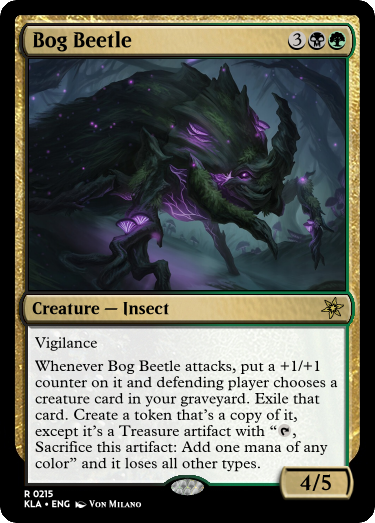 Bog Beetle
3
Creature — Insect
Vigilance
Whenever Bog Beetle attacks, put a +1/+1
counter on it and defending player chooses a
creature card in your graveyard. Exile that
card. Create a token that's a copy of it,
except it's a Treasure artifact with “ ,
Sacrifice this artifact: Add one mana of any
color” and it loses all other types.
4/5
R 0215
KLA • ENG Von Milano